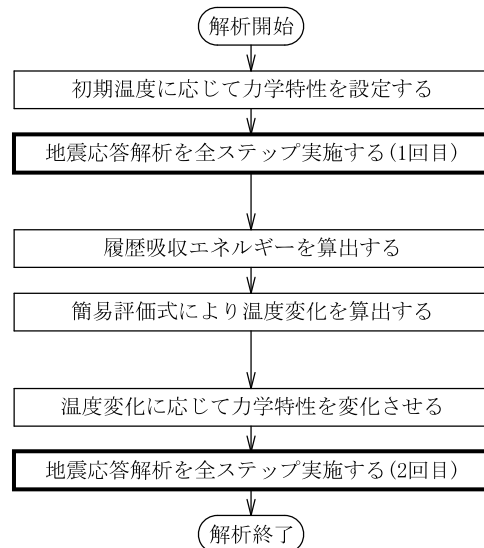 解析開始
初期温度に応じて力学特性を設定する
地震応答解析を全ステップ実施する(1回目)
履歴吸収エネルギーを算出する
簡易評価式により温度変化を算出する
温度変化に応じて力学特性を変化させる
地震応答解析を全ステップ実施する(2回目)
解析終了